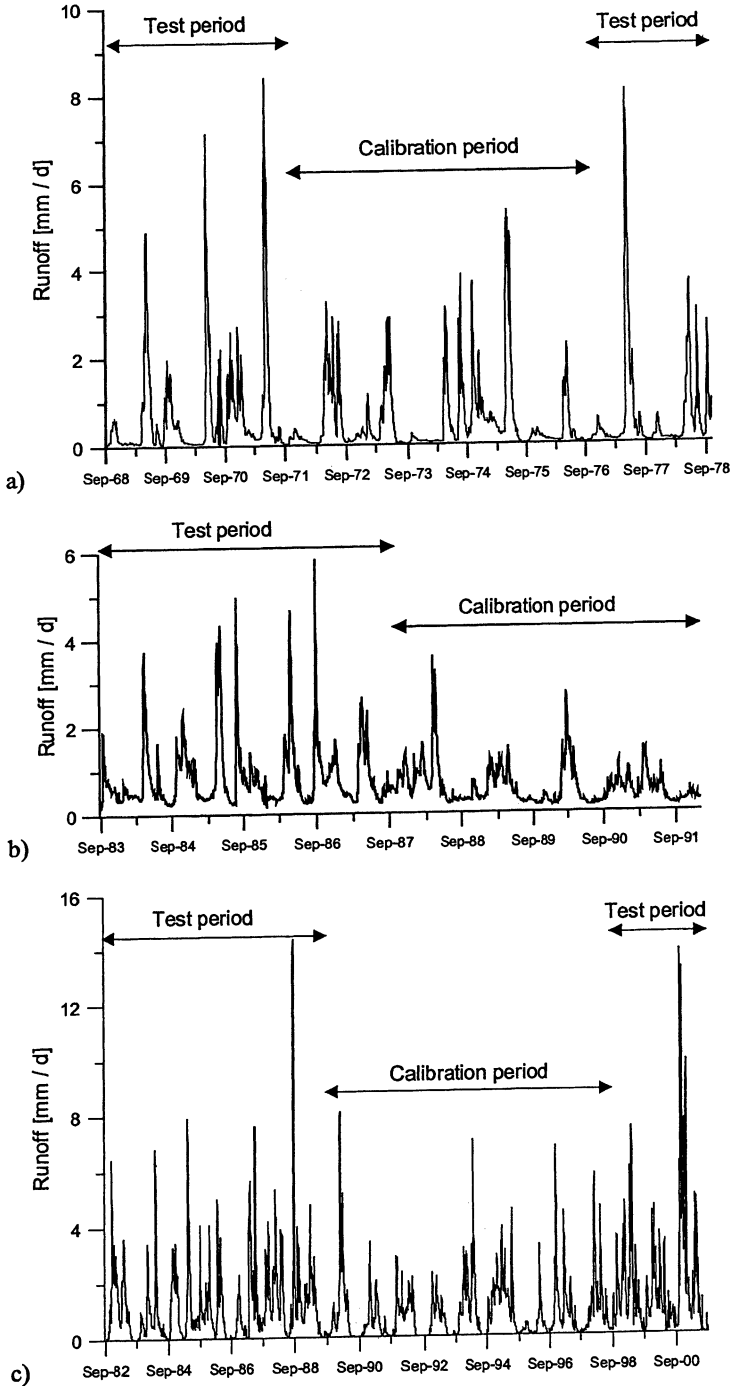 10
Test period
Test period
8
Calibration period
6
Runoff [mm / d]
4
2
0
Sep-68 Sep-69 Sep-70 Sep-71 Sep-72 Sep-73 Sep-74 Sep-75 Sep-76 Sep-77 Sep-78
a)
Test period
6
Calibration period
4
Runoff [mm / d]
2
0
Sep-83 Sep-84 Sep-85 Sep-86 Sep-87 Sep-88 Sep-89 Sep-90 Sep-91
b)
16
Test period
Test period
12
Calibration period
Runoff [mm / d]
8
4
0
Sep-82 Sep-84 Sep-86 Sep-88 Sep-90 Sep-92 Sep-94 Sep-96 Sep-98 Sep-00
c)